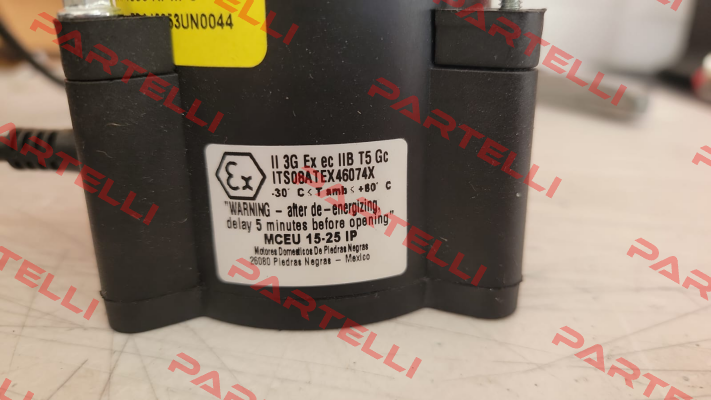 53UN0044
Ex
II 3G Ex ec IIB T5 Gc
ITS08ATEX46074X
-30° C < T amb < +60° C
"WARNING - after de-energizing,
delay 5 minutes before opening"
MCEU 15-25 IP
Motores Domesticos De Piedras Negras
26080 Piedras Negras - Mexico
PARTELLI
PARTELLI
PARTELLI
PARTELLI
PARTELLI
PARTELLI